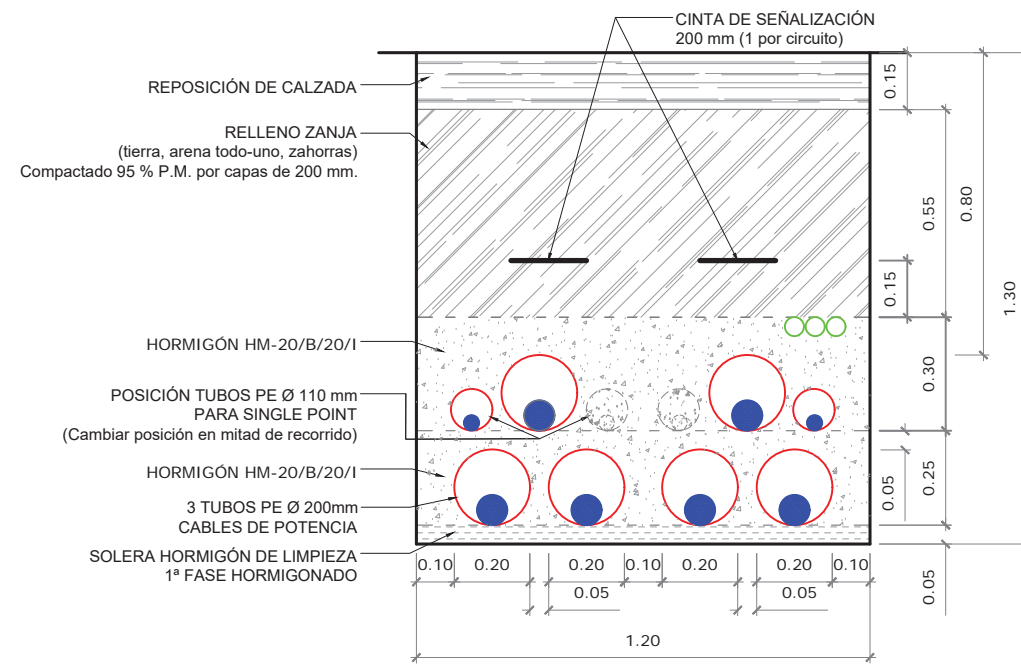 CINTA DE SEÑALIZACIÓN
200 mm (1 por circuito)
REPOSICIÓN DE CALZADA
RELLENO ZANJA
(tierra, arena todo-uno, zahorras)
Compactado 95 % P.M. por capas de 200 mm.
HORMIGÓN HM-20/B/20/I
POSICIÓN TUBOS PE Ø 110 mm
PARA SINGLE POINT
(Cambiar posición en mitad de recorrido)
HORMIGÓN HM-20/B/20/I
3 TUBOS PE Ø 200mm
CABLES DE POTENCIA
SOLERA HORMIGÓN DE LIMPIEZA
1ª FASE HORMIGONADO
0.15
0.55
0.80
0.15
1.30
0.30
0.05
0.25
0.05
0.10 0.20 0.20 0.10 0.20 0.20 0.10
0.05 0.05
1.20